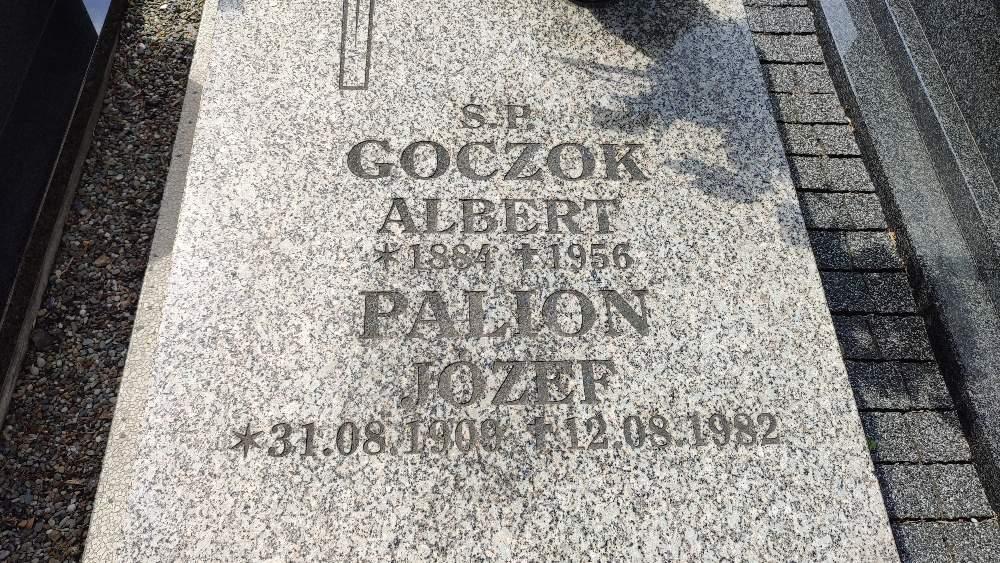 Ś.P.
GOCZOK
ALBERT
*1884 ✝1956
PALION
JÓZEF
*31.08.1909 ✝12.08.1982